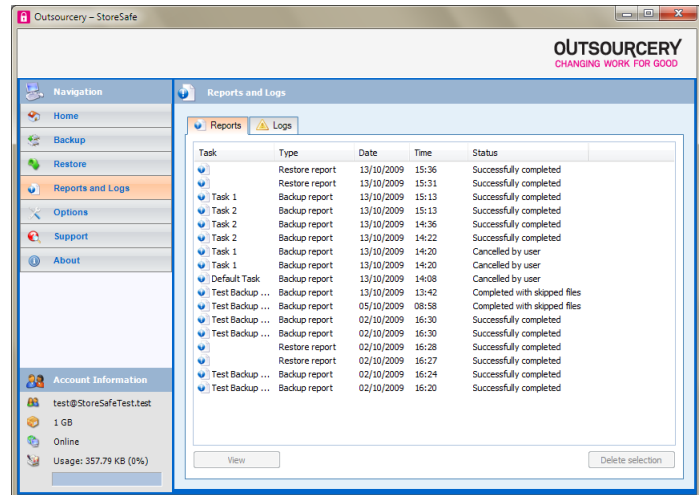 Outsourcery – StoreSafe
OUTSOURCERY
CHANGING WORK FOR GOOD
Navigation
Home
Backup
Restore
Reports and Logs
Options
Support
About
Account Information
test@StoreSafeTest.test
1 GB
Online
Usage: 357.79 KB (0%)
Reports and Logs
Reports Logs
Task Type Date Time Status
Restore report 13/10/2009 15:36 Successfully completed
Restore report 13/10/2009 15:31 Successfully completed
Task 1 Backup report 13/10/2009 15:13 Successfully completed
Task 2 Backup report 13/10/2009 15:13 Successfully completed
Task 2 Backup report 13/10/2009 14:36 Successfully completed
Task 2 Backup report 13/10/2009 14:22 Successfully completed
Task 1 Backup report 13/10/2009 14:20 Cancelled by user
Task 1 Backup report 13/10/2009 14:20 Cancelled by user
Default Task Backup report 13/10/2009 14:08 Cancelled by user
Test Backup ... Backup report 13/10/2009 13:42 Completed with skipped files
Test Backup ... Backup report 05/10/2009 08:58 Completed with skipped files
Test Backup ... Backup report 02/10/2009 16:30 Successfully completed
Test Backup ... Backup report 02/10/2009 16:30 Successfully completed
Restore report 02/10/2009 16:28 Successfully completed
Restore report 02/10/2009 16:27 Successfully completed
Test Backup ... Backup report 02/10/2009 16:24 Successfully completed
Test Backup ... Backup report 02/10/2009 16:20 Successfully completed
View Delete selection